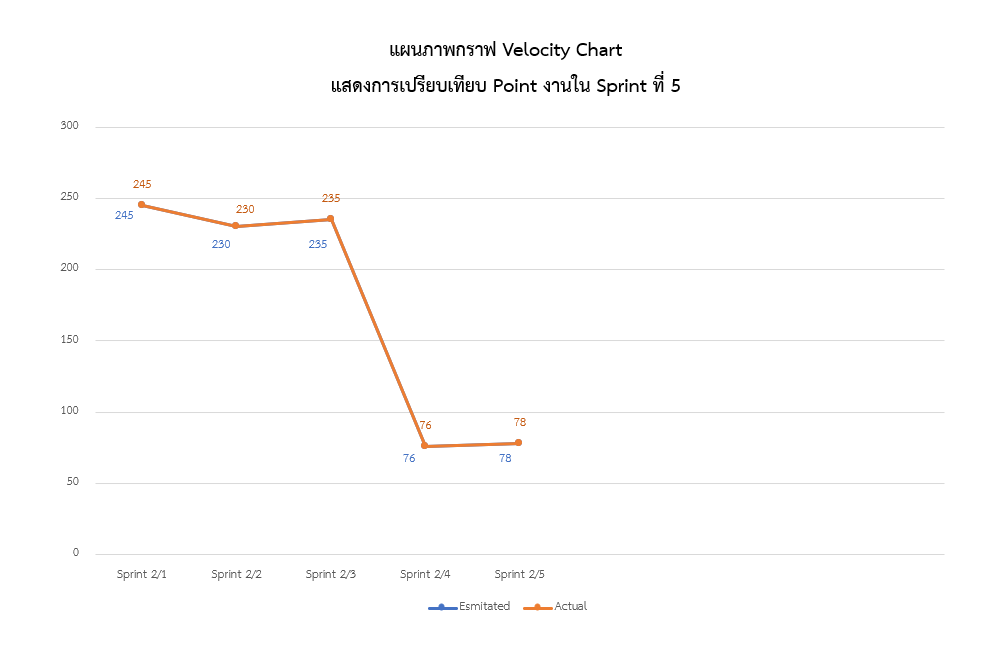 แผนภาพกราฟ Velocity Chart
แสดงการเปรียบเทียบ Point งานใน Sprint ที่ 5
300
250
200
150
100
50
0
245
230
235
76
78
245
230
235
76
78
Sprint 2/1
Sprint 2/2
Sprint 2/3
Sprint 2/4
Sprint 2/5
Esmitated
Actual